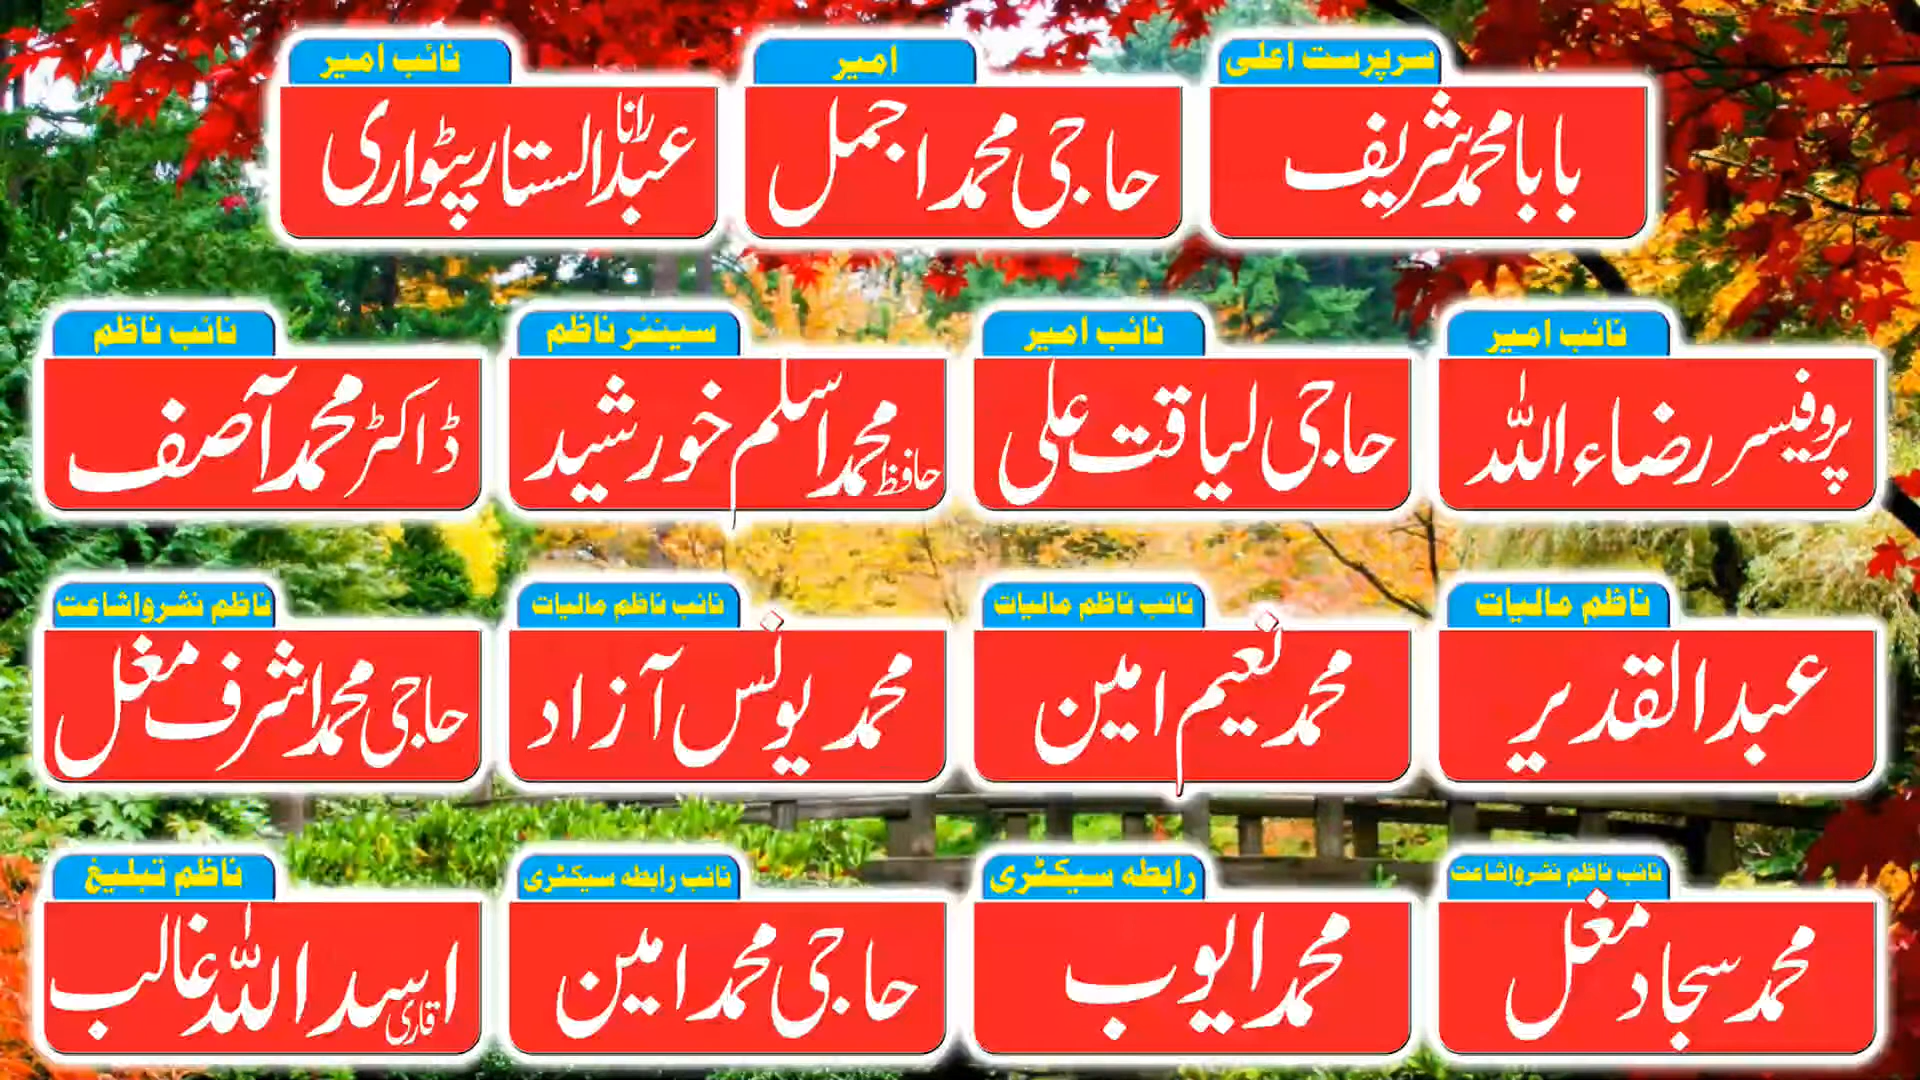 سرپرست اعلی
بابا محمد شریف
امیر
حاجی محمد اجمل
نائب امیر
رانا عبدالستار پٹواری
نائب امیر
پروفیسر رضاء اللہ
نائب امیر
حاجی لیاقت علی
سینئر ناظم
حافظ محمد اسلم خورشید
نائب ناظم
ڈاکٹر محمد آصف
ناظم مالیات
عبدالقدیر
نائب ناظم مالیات
محمد نعیم امین
نائب ناظم مالیات
محمد یونس آزاد
ناظم نشرواشاعت
حاجی محمد اشرف مغل
نائب ناظم نشرواشاعت
محمد سجاد مغل
رابطہ سیکٹری
محمد ایوب
نائب رابطہ سیکٹری
حاجی محمد امین
ناظم تبلیغ
قاری اسد اللہ غالب